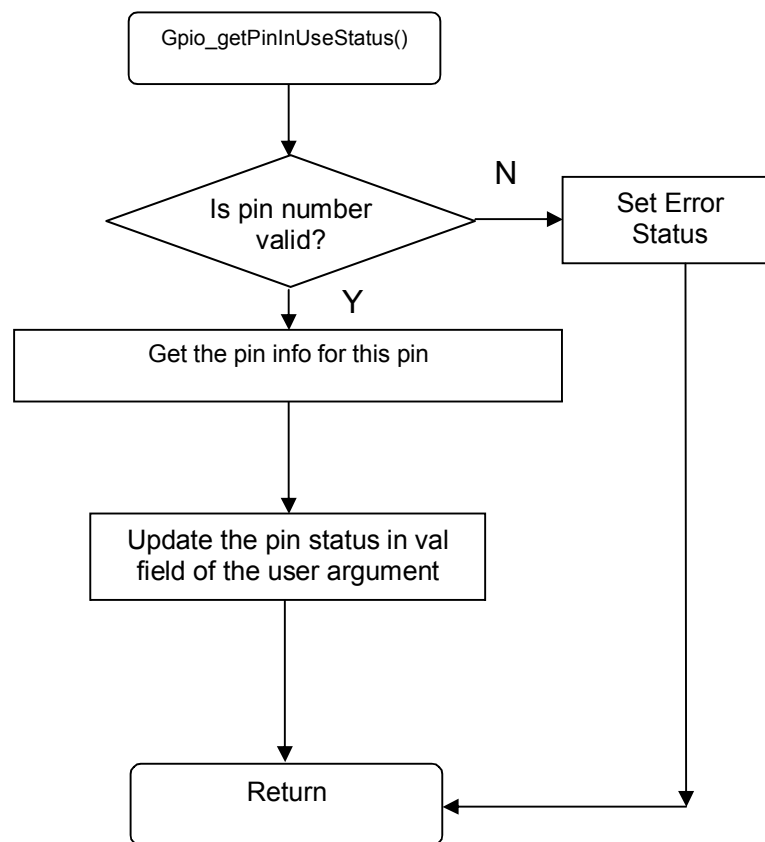 Gpio_getPinInUseStatus()
Is pin number
valid?
N
Set Error
Status
Y
Get the pin info for this pin
Update the pin status in val
field of the user argument
Return